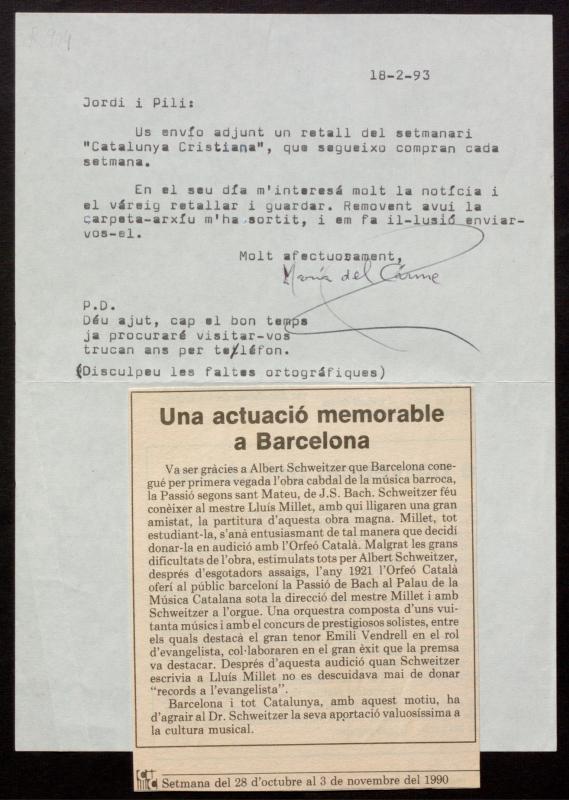 R.904
18-2-93
Jordi i Pili:
Us envío adjunt un retall del setmanari
"Catalunya Cristiana", que segueixo compran cada
setmana.
En el seu día m'interesá molt la notícia i
el váreig retallar i guardar. Removent avui la
carpeta-arxíu m'ha sortit, i em fa il-lusió enviar-
vos-el.
Molt afectuosament,
María del Cárme
P.D.
Déu ajut, cap el bon temps
ja procuraré visitar-vos
trucan ans per teléfon.
(Disculpeu les faltes ortográfiques)
Una actuació memorable
a Barcelona
Va ser gràcies a Albert Schweitzer que Barcelona cone-
gué per primera vegada l'obra cabdal de la música barroca,
la Passió segons sant Mateu, de J.S. Bach. Schweitzer féu
conèixer al mestre Lluís Millet, amb qui lligaren una gran
amistat, la partitura d'aquesta obra magna. Millet, tot
estudiant-la, s'anà entusiasmant de tal manera que decidí
donar-la en audició amb l'Orfeó Català. Malgrat les grans
dificultats de l'obra, estimulats tots per Albert Schweitzer,
després d'esgotadors assaigs, l'any 1921 l'Orfeó Català
oferí al públic barceloní la Passió de Bach al Palau de la
Música Catalana sota la direcció del mestre Millet i amb
Schweitzer a l'orgue. Una orquestra composta d'uns vui-
tanta músics i amb el concurs de prestigiosos solistes, entre
els quals destacà el gran tenor Emili Vendrell en el rol
d'evangelista, col·laboraren en el gran èxit que la premsa
va destacar. Després d'aquesta audició quan Schweitzer
escrivia a Lluís Millet no es descuidava mai de donar
"records a l'evangelista".
Barcelona i tot Catalunya, amb aquest motiu, ha
d'agrair al Dr. Schweitzer la seva aportació valuosíssima a
la cultura musical.
Setmana del 28 d'octubre al 3 de novembre del 1990